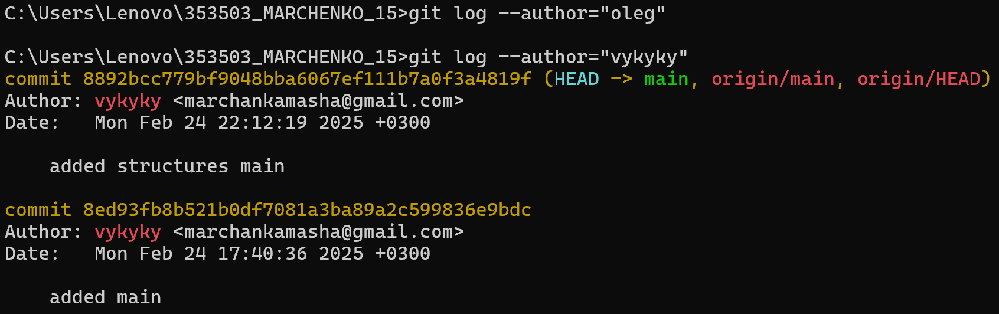 C:\Users\Lenovo\353503_MARCHENKO_15>git log --author="oleg"
C:\Users\Lenovo\353503_MARCHENKO_15>git log --author="vykyky"
commit 8892bcc779bf9048bba6067ef111b7a0f3a4819f (HEAD -> main, origin/main, origin/HEAD)
Author: vykyky <marchankamasha@gmail.com>
Date:   Mon Feb 24 22:12:19 2025 +0300
    added structures main
commit 8ed93fb8b521b0df7081a3ba89a2c599836e9bdc
Author: vykyky <marchankamasha@gmail.com>
Date:   Mon Feb 24 17:40:36 2025 +0300
    added main